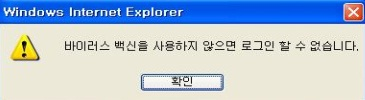 Windows Internet Explorer
바이러스 백신을 사용하지 않으면 로그인 할 수 없습니다.
확인